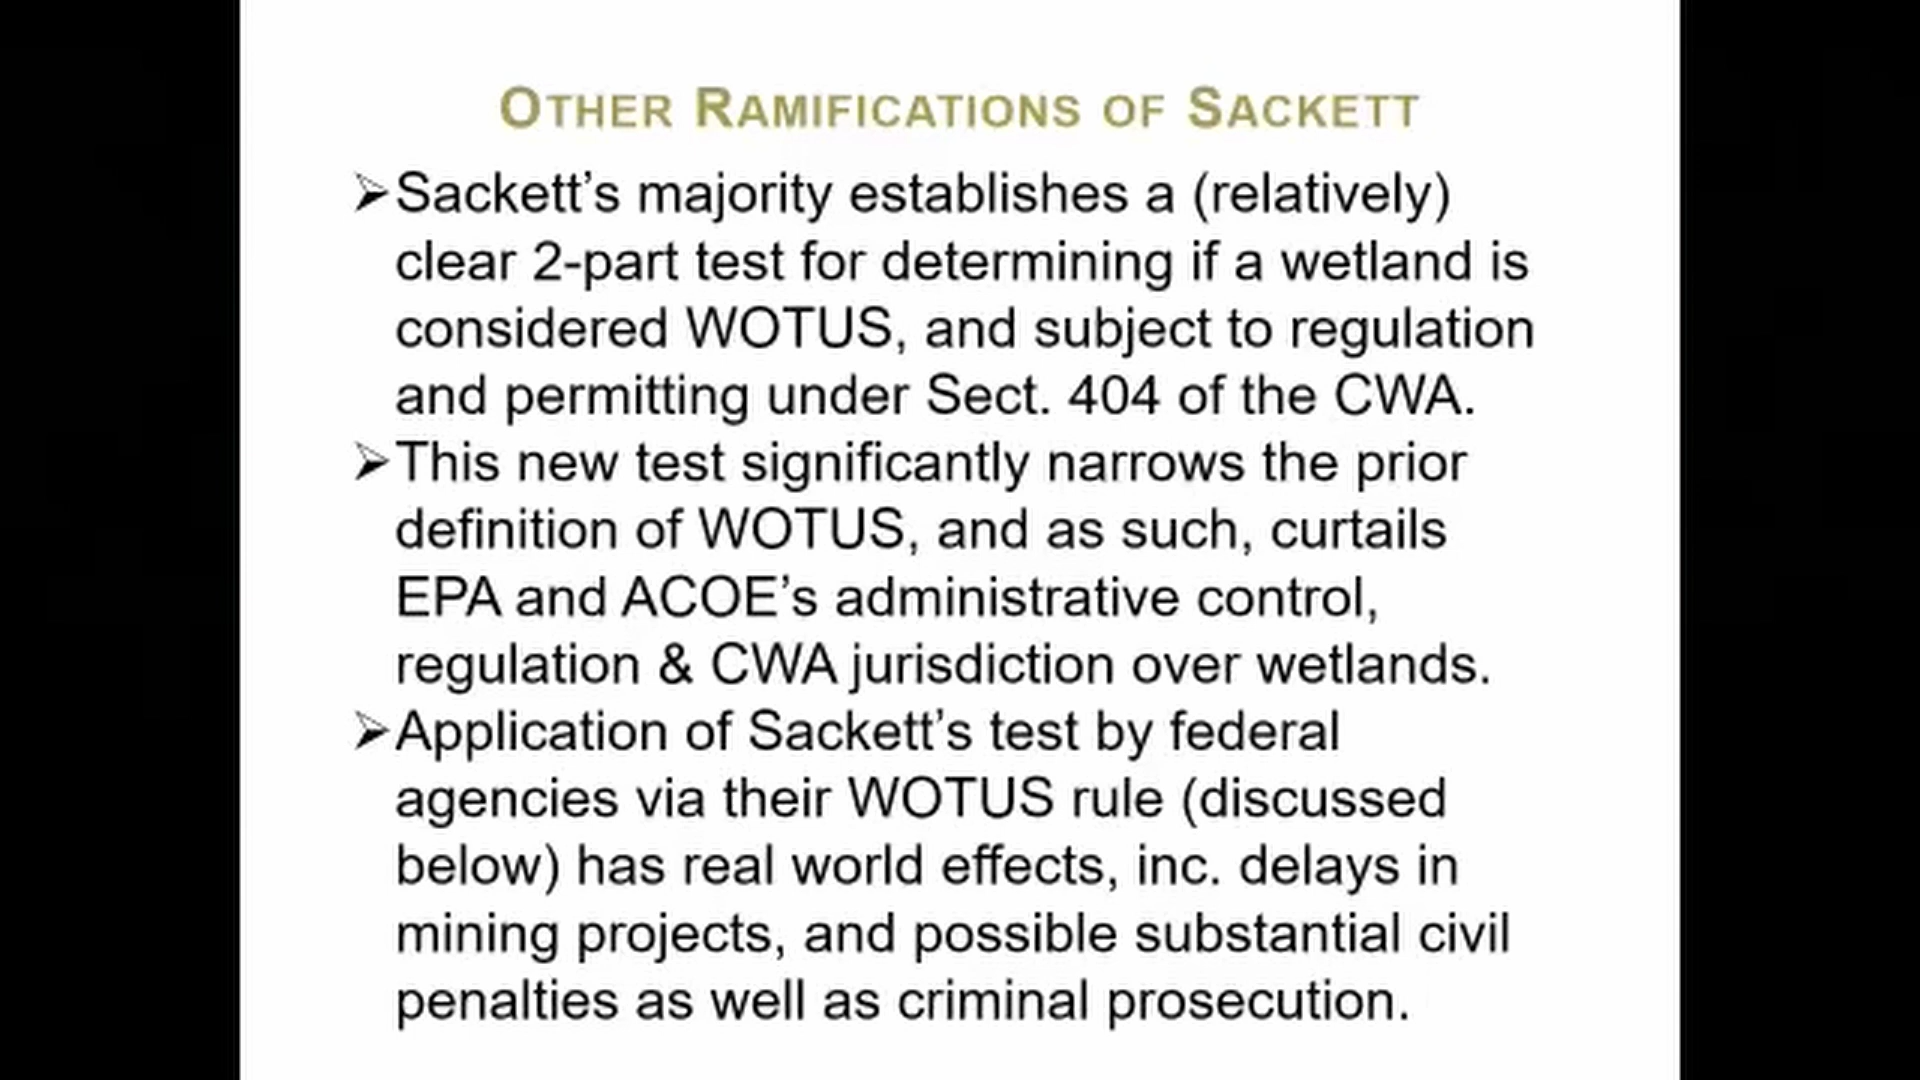 OTHER RAMIFICATIONS OF SACKETT
➢Sackett’s majority establishes a (relatively)
clear 2-part test for determining if a wetland is
considered WOTUS, and subject to regulation
and permitting under Sect. 404 of the CWA.
➢This new test significantly narrows the prior
definition of WOTUS, and as such, curtails
EPA and ACOE’s administrative control,
regulation & CWA jurisdiction over wetlands.
➢Application of Sackett’s test by federal
agencies via their WOTUS rule (discussed
below) has real world effects, inc. delays in
mining projects, and possible substantial civil
penalties as well as criminal prosecution.